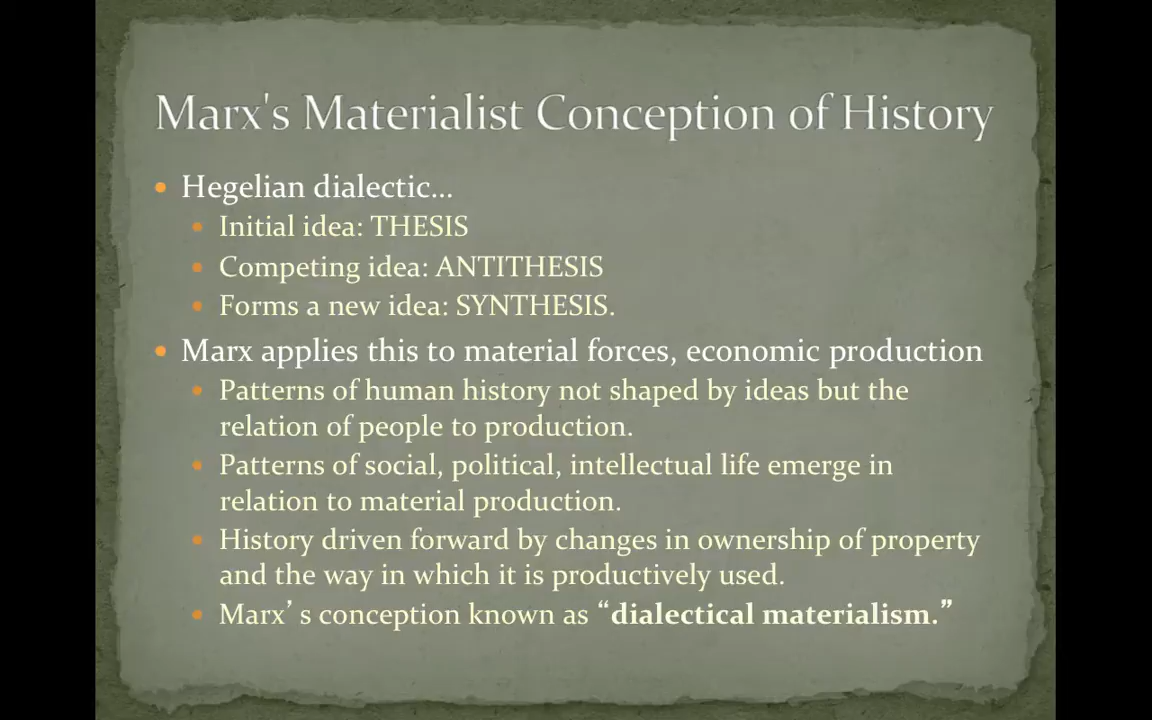 Marx's Materialist Conception of History
• Hegelian dialectic...
• Initial idea: THESIS
• Competing idea: ANTITHESIS
• Forms a new idea: SYNTHESIS.
• Marx applies this to material forces, economic production
• Patterns of human history not shaped by ideas but the
relation of people to production.
• Patterns of social, political, intellectual life emerge in
relation to material production.
• History driven forward by changes in ownership of property
and the way in which it is productively used.
• Marx’ s conception known as “dialectical materialism.”